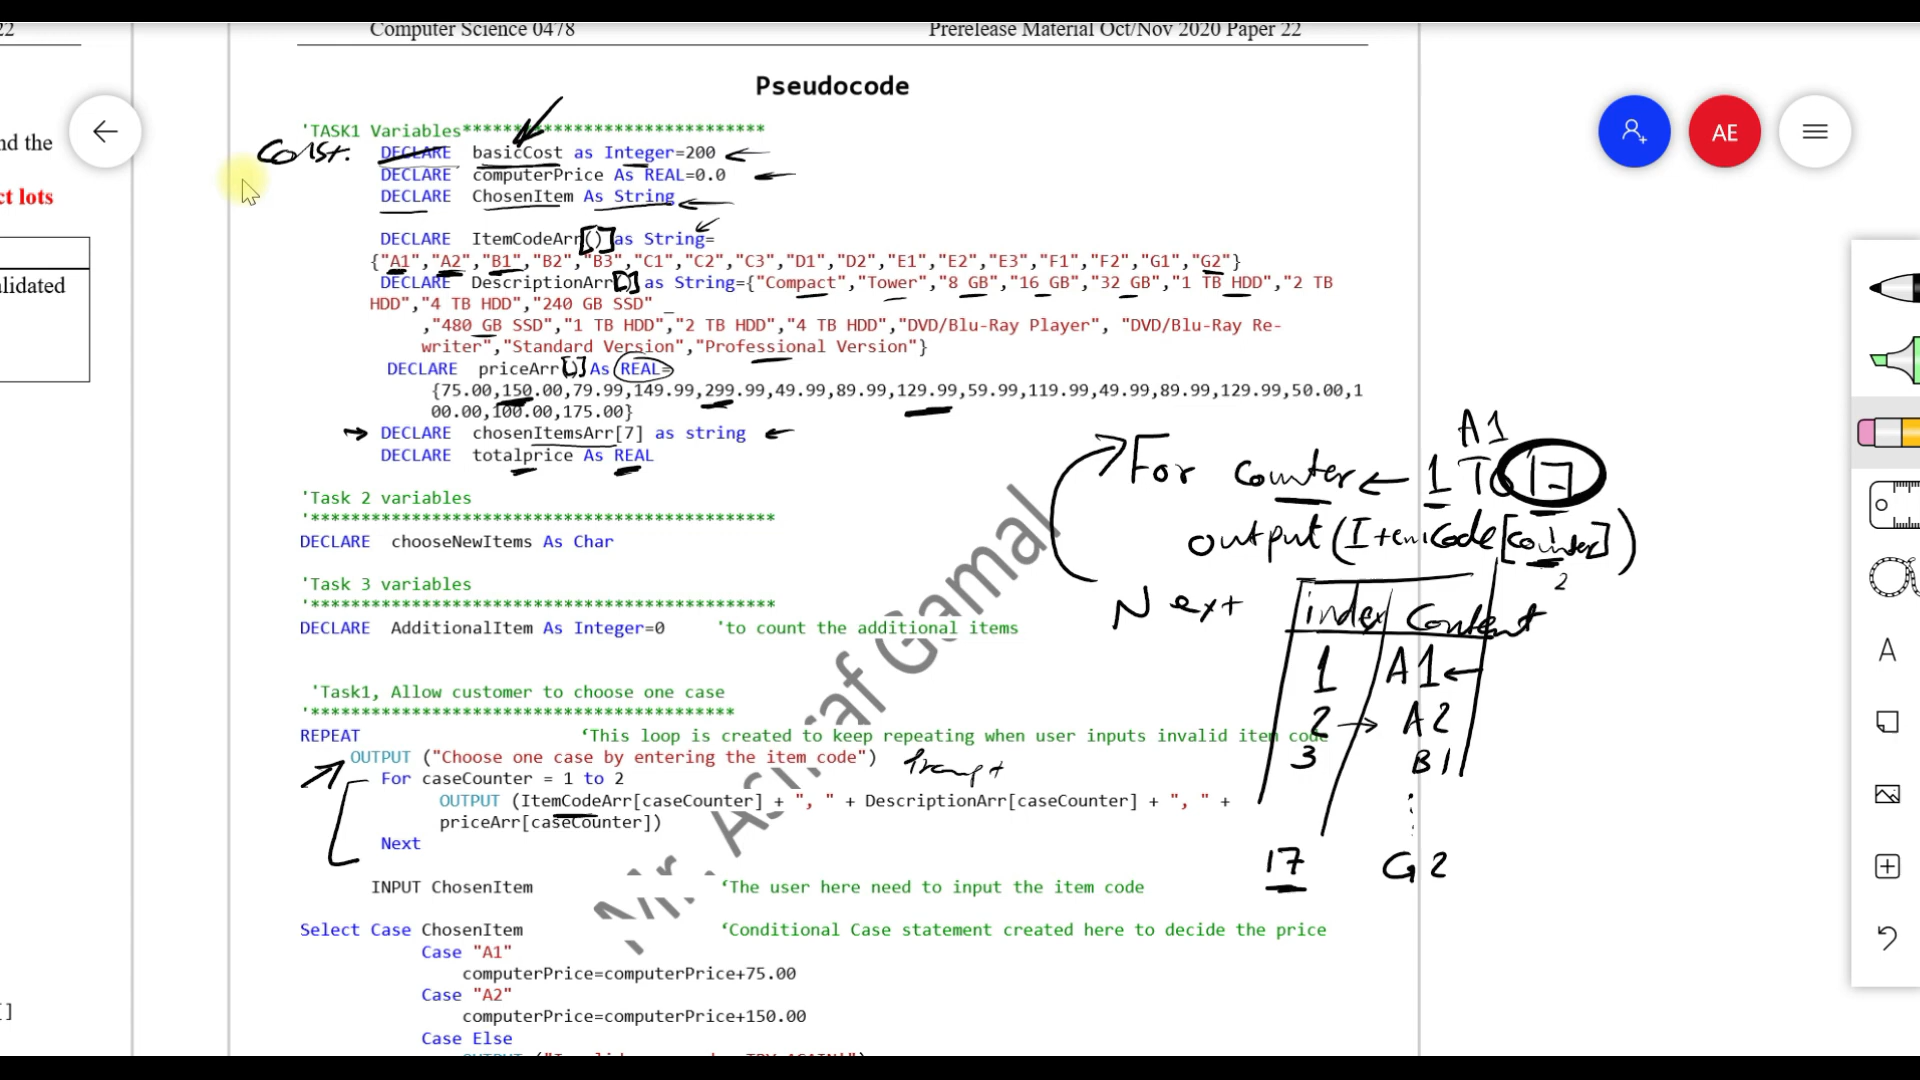 22
Computer Science 0478
Prerelease Material Oct/Nov 2020 Paper 22
nd the
ct lots
alidated
[]
Pseudocode
'TASK1 Variables******************************
Const. DECLARE basicCost as Integer=200
DECLARE computerPrice As REAL=0.0
DECLARE ChosenItem As String
DECLARE ItemCodeArr[] as String=
{"A1","A2","B1","B2","B3","C1","C2","C3","D1","D2","E1","E2","E3","F1","F2","G1","G2"}
DECLARE DescriptionArr[] as String={"Compact","Tower","8 GB","16 GB","32 GB","1 TB HDD","2 TB
HDD","4 TB HDD","240 GB SSD" _
,"480 GB SSD","1 TB HDD","2 TB HDD","4 TB HDD","DVD/Blu-Ray Player", "DVD/Blu-Ray Re-
writer","Standard Version","Professional Version"}
DECLARE priceArr[] As REAL=
{75.00,150.00,79.99,149.99,299.99,49.99,89.99,129.99,59.99,119.99,49.99,89.99,129.99,50.00,1
00.00,100.00,175.00}
DECLARE chosenItemsArr[7] as string
DECLARE totalprice As REAL
'Task 2 variables
'*********************************************
DECLARE chooseNewItems As Char
'Task 3 variables
'*********************************************
DECLARE AdditionalItem As Integer=0 'to count the additional items
'Task1, Allow customer to choose one case
'*****************************************
REPEAT ‘This loop is created to keep repeating when user inputs invalid item code
OUTPUT ("Choose one case by entering the item code") Prompt
For caseCounter = 1 to 2
OUTPUT (ItemCodeArr[caseCounter] + ", " + DescriptionArr[caseCounter] + ", " +
priceArr[caseCounter])
Next
INPUT ChosenItem ‘The user here need to input the item code
Select Case ChosenItem ‘Conditional Case statement created here to decide the price
Case "A1"
computerPrice=computerPrice+75.00
Case "A2"
computerPrice=computerPrice+150.00
Case Else
A1
For Counter ← 1 To 17
output(ItemCode[counter])
2
Next
index Content
1 A1 ←
2 → A2
3 B1
17 G2
Mr. Ashraf Gamal
AE
A